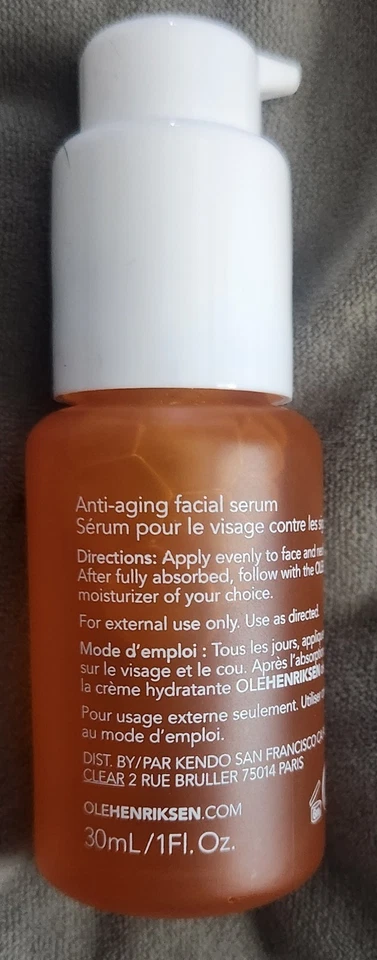 Anti-aging facial serum
Sérum pour le visage contre les
Directions: Apply evenly to face and
After fully absorbed, follow with the OLE
moisturizer of your choice.
For external use only. Use as directed.
Mode d'emploi : Tous les jours,
sur le visage et le cou. Après
la crème hydratante OLEHENRIKSEN
Pour usage externe seulement. Utiliser
au mode d'emploi.
DIST. BY/PAR KENDO SAN FRANCISCO CA
CLEAR 2 RUE BRULLER 75014 PARIS
OLEHENRIKSEN.COM
30mL/1Fl.Oz.